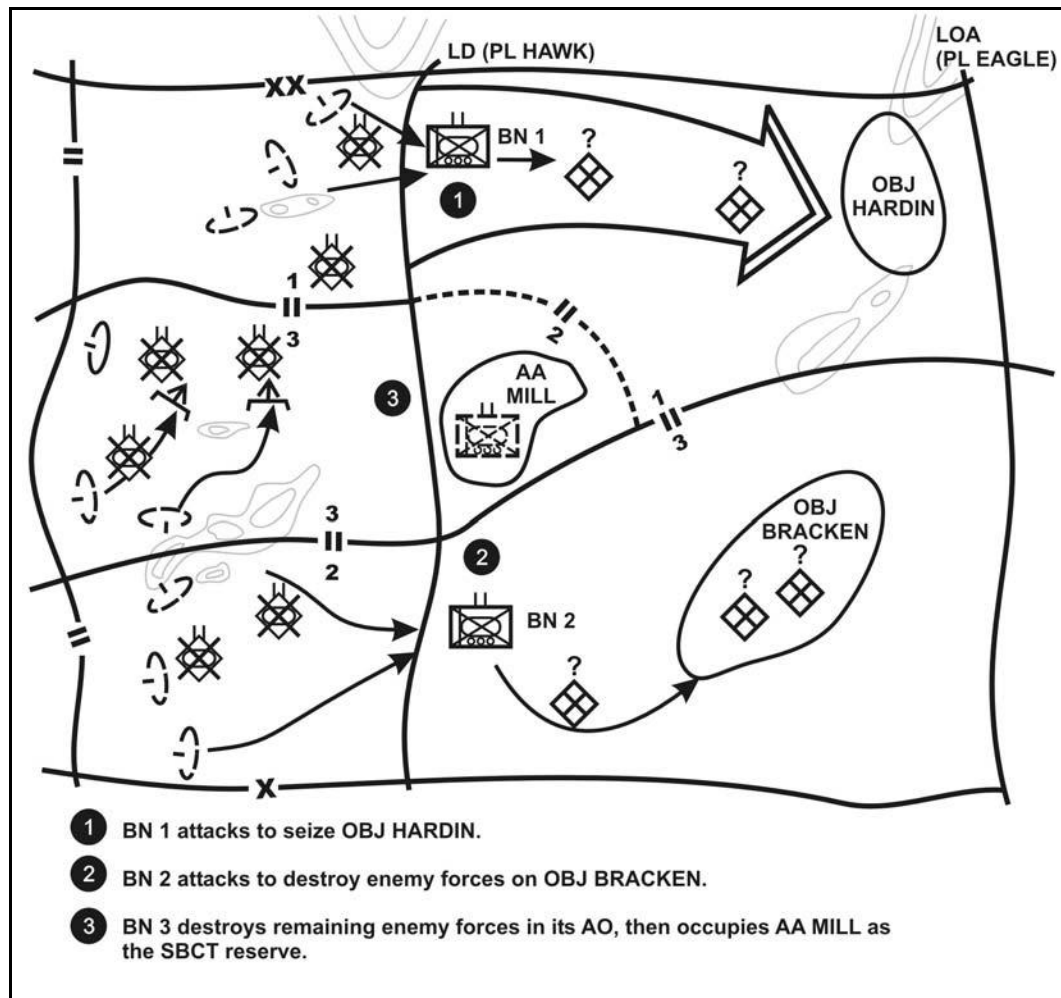 LD (PL HAWK)
LOA
(PL EAGLE)
XX
BN 1
?
?
OBJ
HARDIN
1
1
3
2
3
AA
MILL
1
3
3
2
2
OBJ
BRACKEN
?
?
BN 2
?
X
1 BN 1 attacks to seize OBJ HARDIN.
2 BN 2 attacks to destroy enemy forces on OBJ BRACKEN.
3 BN 3 destroys remaining enemy forces in its AO, then occupies AA MILL as
the SBCT reserve.